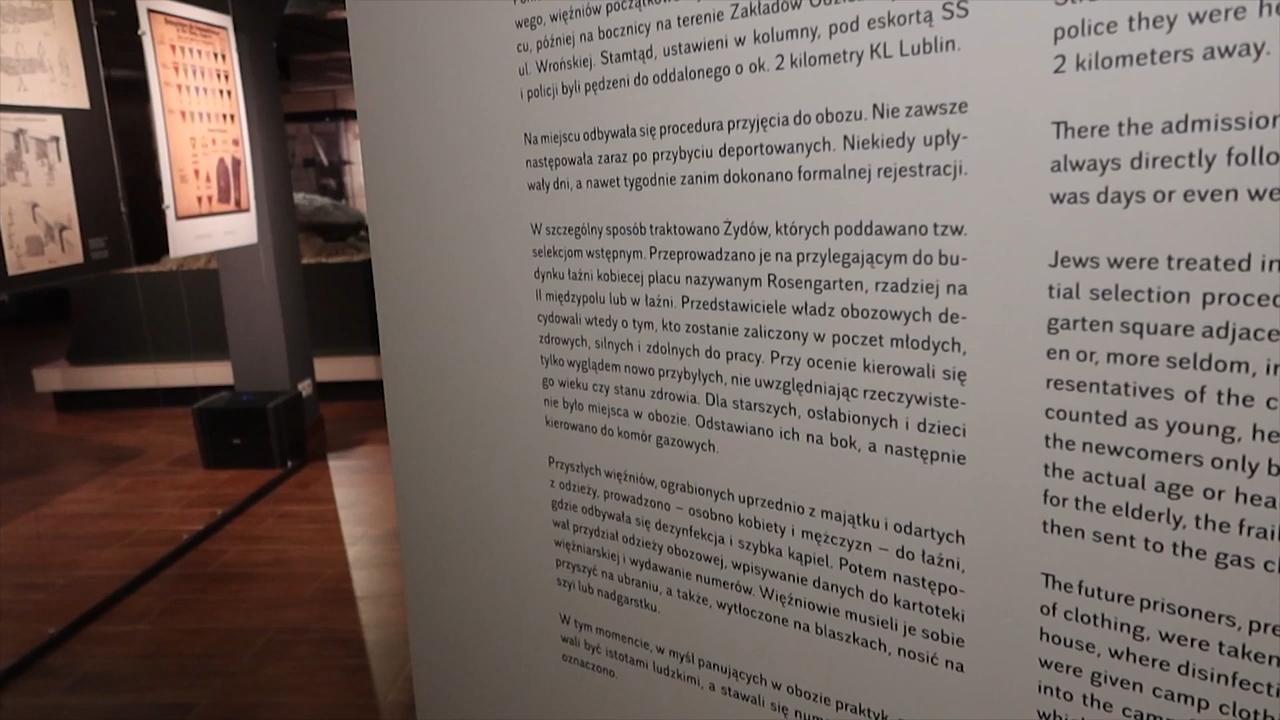 wego, więźniów
cu, później na bocznicy na terenie Zakładów
ul. Wrońskiej. Stamtąd, ustawieni w kolumny, pod eskortą SS
i policji byli pędzeni do oddalonego o ok. 2 kilometry KL Lublin.
Na miejscu odbywała się procedura przyjęcia do obozu. Nie zawsze
następowała zaraz po przybyciu deportowanych. Niekiedy upły-
wały dni, a nawet tygodnie zanim dokonano formalnej rejestracji.
W szczególny sposób traktowano Żydów, których poddawano tzw.
selekcjom wstępnym. Przeprowadzano je na przylegającym do bu-
dynku łaźni kobiecej placu nazywanym Rosengarten, rzadziej na
II międzypolu lub w łaźni. Przedstawiciele władz obozowych de-
cydowali wtedy o tym, kto zostanie zaliczony w poczet młodych,
zdrowych, silnych i zdolnych do pracy. Przy ocenie kierowali się
tylko wyglądem nowo przybyłych, nie uwzględniając rzeczywiste-
go wieku czy stanu zdrowia. Dla starszych, osłabionych i dzieci
nie było miejsca w obozie. Odstawiano ich na bok, a następnie
kierowano do komór gazowych.
Przyszłych więźniów, ograbionych uprzednio z majątku i odartych
z odzieży, prowadzono – osobno kobiety i mężczyzn – do łaźni,
gdzie odbywała się dezynfekcja i szybka kąpiel. Potem następo-
wał przydział odzieży obozowej, wpisywanie danych do kartoteki
więźniarskiej i wydawanie numerów. Więźniowie musieli je sobie
przyszyć na ubraniu, a także, wytłoczone na blaszkach, nosić na
szyi lub nadgarstku.
W tym momencie, w myśl panujących w obozie praktyk,
wali być istotami ludzkimi, a stawali się
oznaczono.
police they were
2 kilometers away.
There the admission
always directly
was days or even
Jews were treated in
tial selection
garten square
en or, more seldom,
resentatives of the
counted as young,
the newcomers only
the actual age or
for the elderly, the
then sent to the gas
The future prisoners,
of clothing, were taken
house, where
were given camp
into the